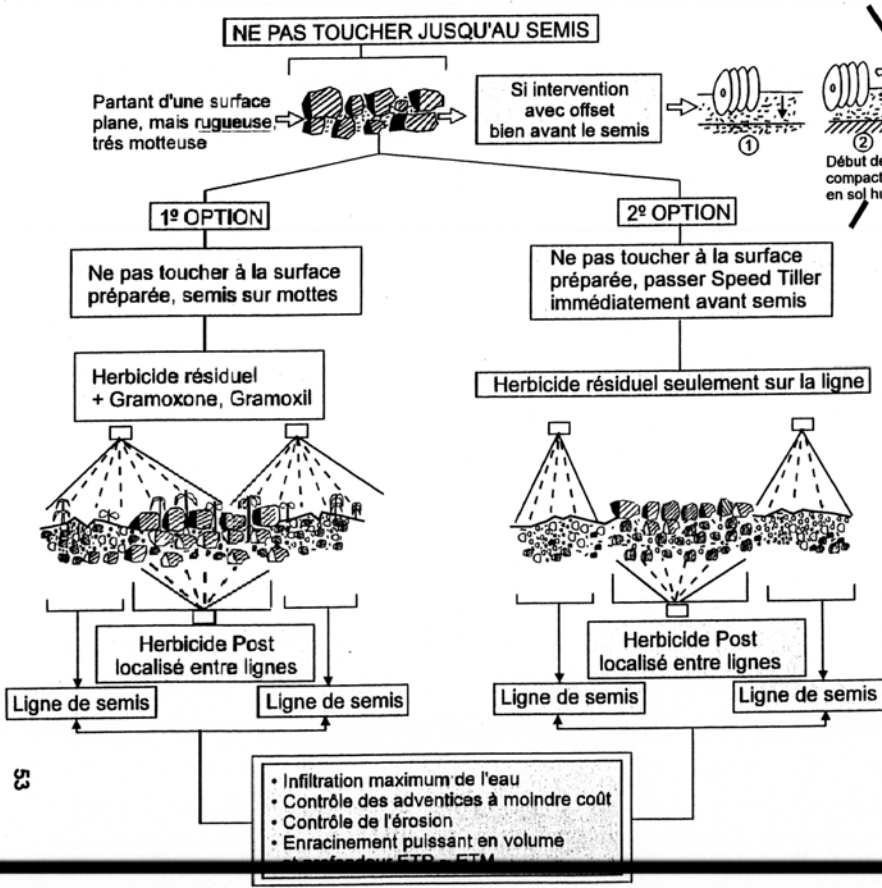 NE PAS TOUCHER JUSQU'AU SEMIS
Partant d'une surface
plane, mais rugueuse,
trés motteuse
Si intervention
avec offset
bien avant le semis
1
2
Début de
en sol
1º OPTION
2º OPTION
Ne pas toucher à la surface
préparée, semis sur mottes
Ne pas toucher à la surface
préparée, passer Speed Tiller
immédiatement avant semis
Herbicide résiduel
+ Gramoxone, Gramoxil
Herbicide résiduel seulement sur la ligne
Herbicide Post
localisé entre lignes
Herbicide Post
localisé entre lignes
Ligne de semis
Ligne de semis
Ligne de semis
Ligne de semis
53
• Infiltration maximum de l'eau
• Contrôle des adventices à moindre coût
• Contrôle de l'érosion
• Enracinement puissant en volume